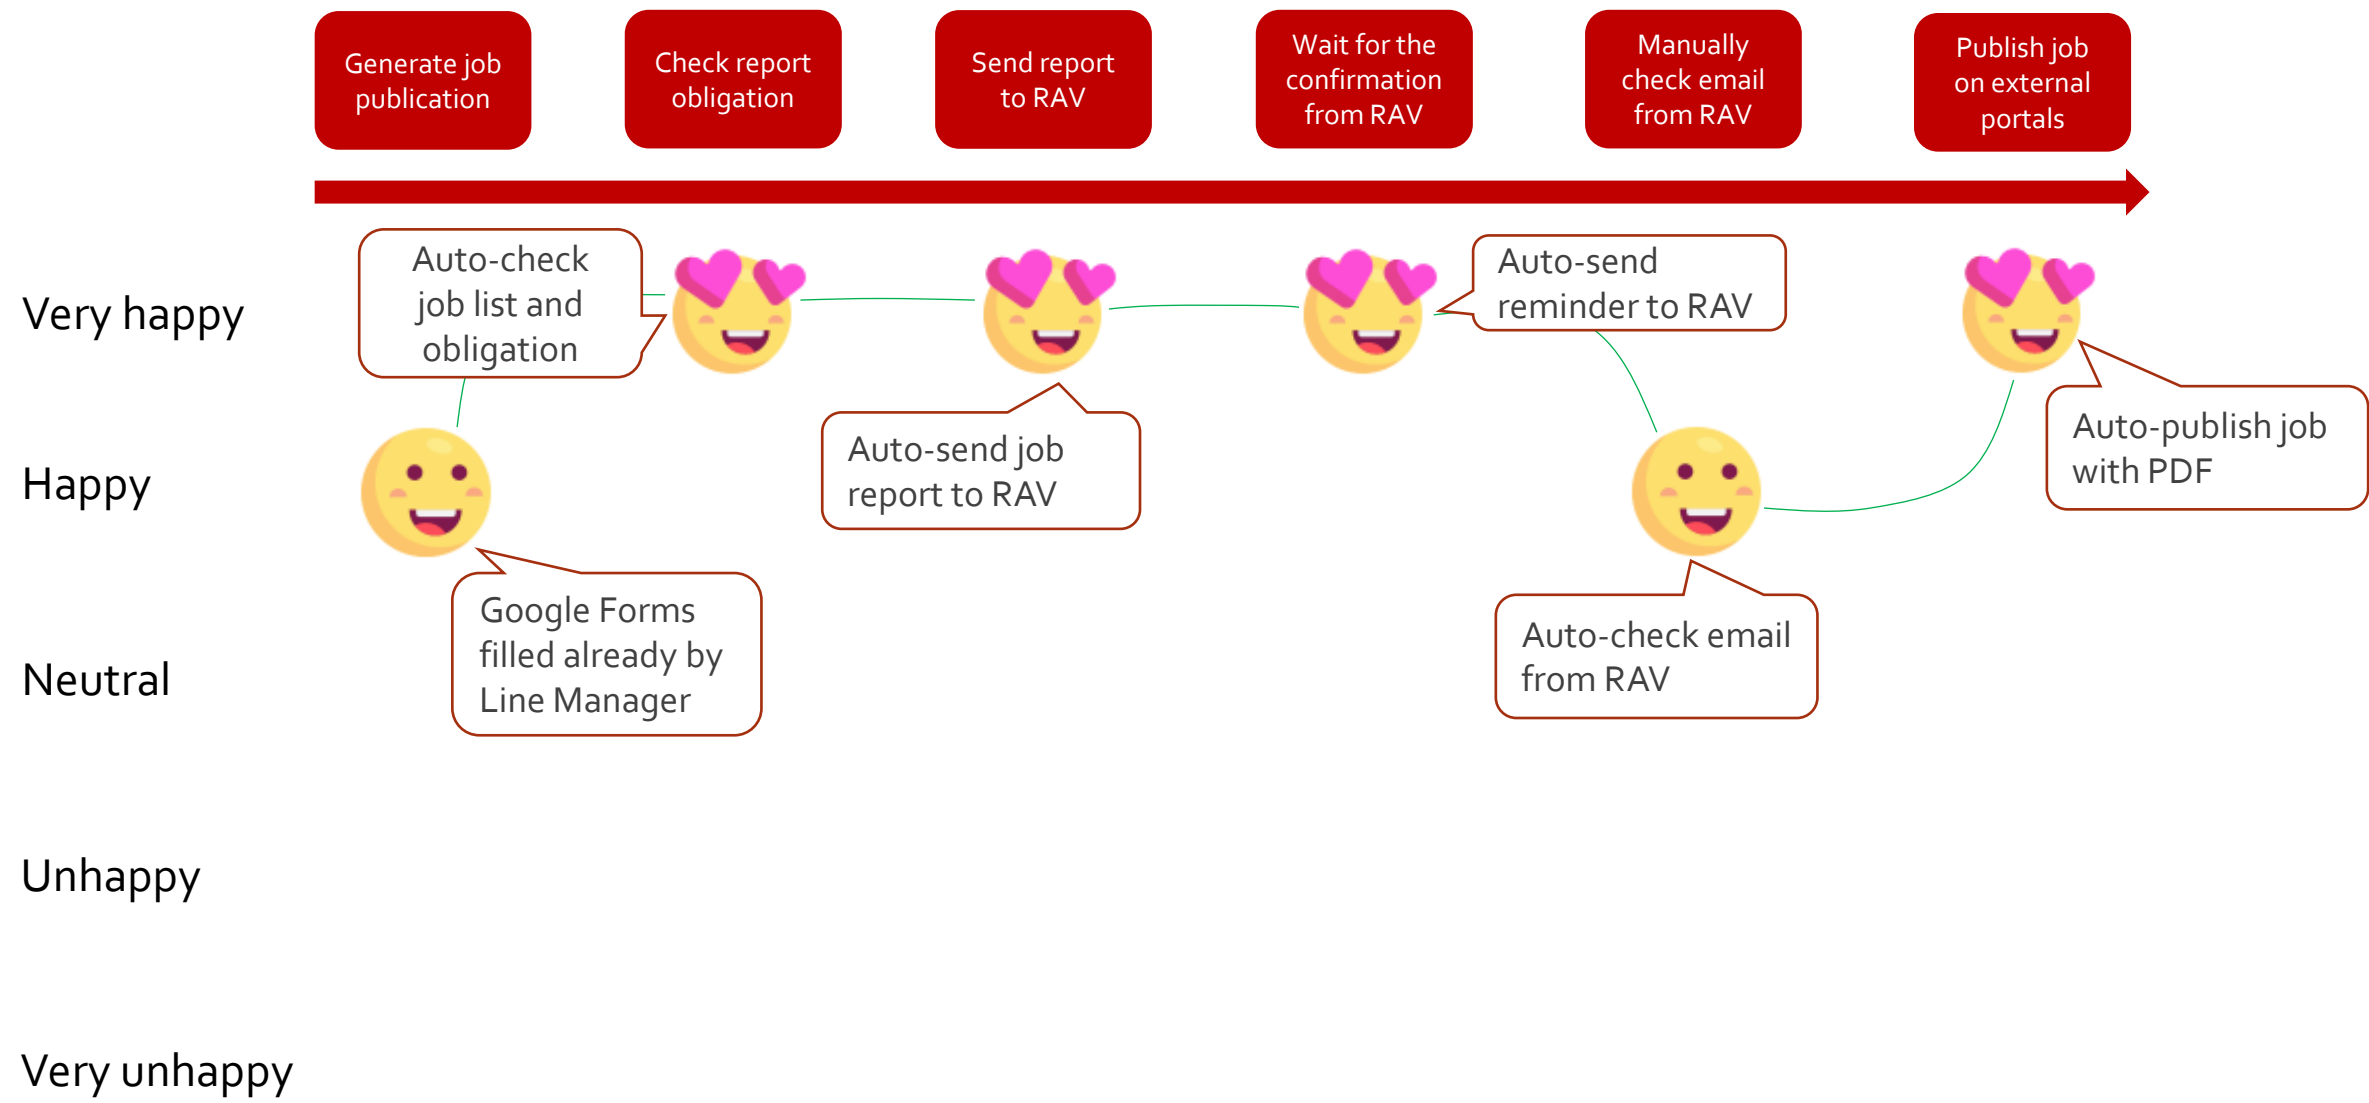 Generate job
publication
Check report
obligation
Send report
to RAV
Wait for the
confirmation
from RAV
Manually
check email
from RAV
Publish job
on external
portals
Very happy
Auto-check
job list and
obligation
Auto-send
reminder to RAV
Happy
Auto-send job
report to RAV
Auto-publish job
with PDF
Neutral
Google Forms
filled already by
Line Manager
Auto-check email
from RAV
Unhappy
Very unhappy